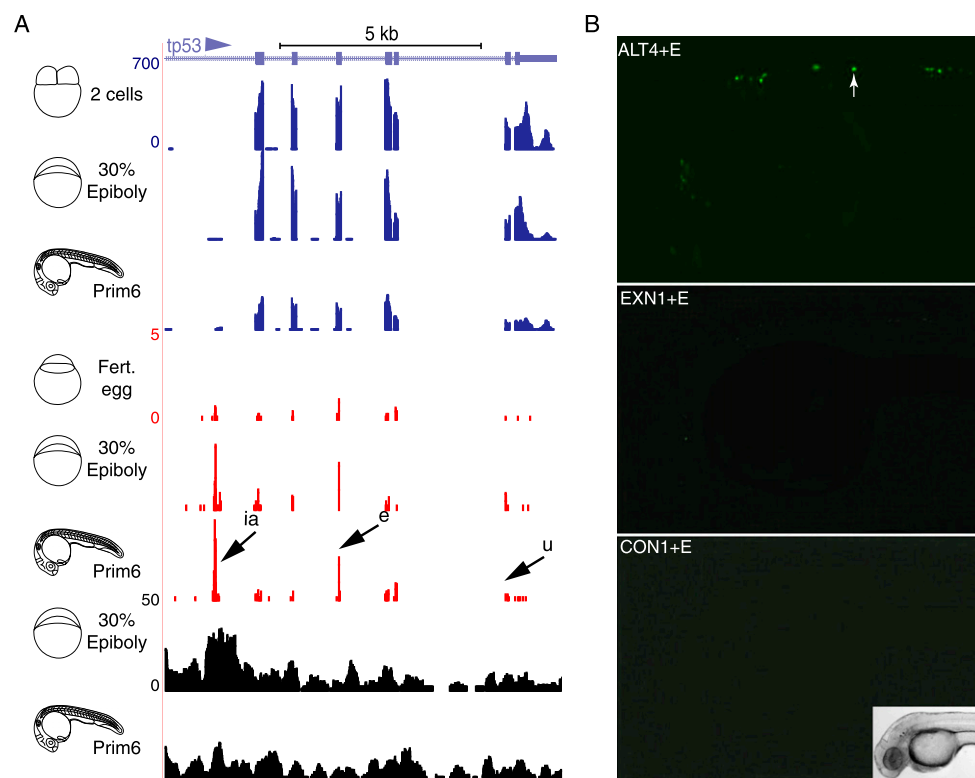 A
tp53
5 kb
700
2 cells
0
30%
Epiboly
Prim6
5
Fert.
egg
0
30%
Epiboly
ia
e
u
Prim6
50
30%
Epiboly
0
Prim6
B
ALT4+E
EXN1+E
CON1+E